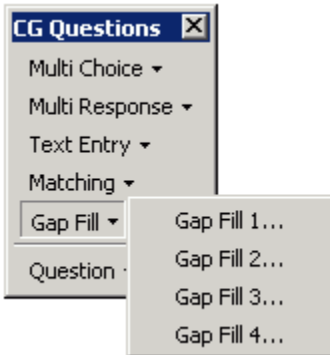 CG Questions
Multi Choice
Multi Response
Text Entry
Matching
Gap Fill
Question
Gap Fill 1...
Gap Fill 2...
Gap Fill 3...
Gap Fill 4...